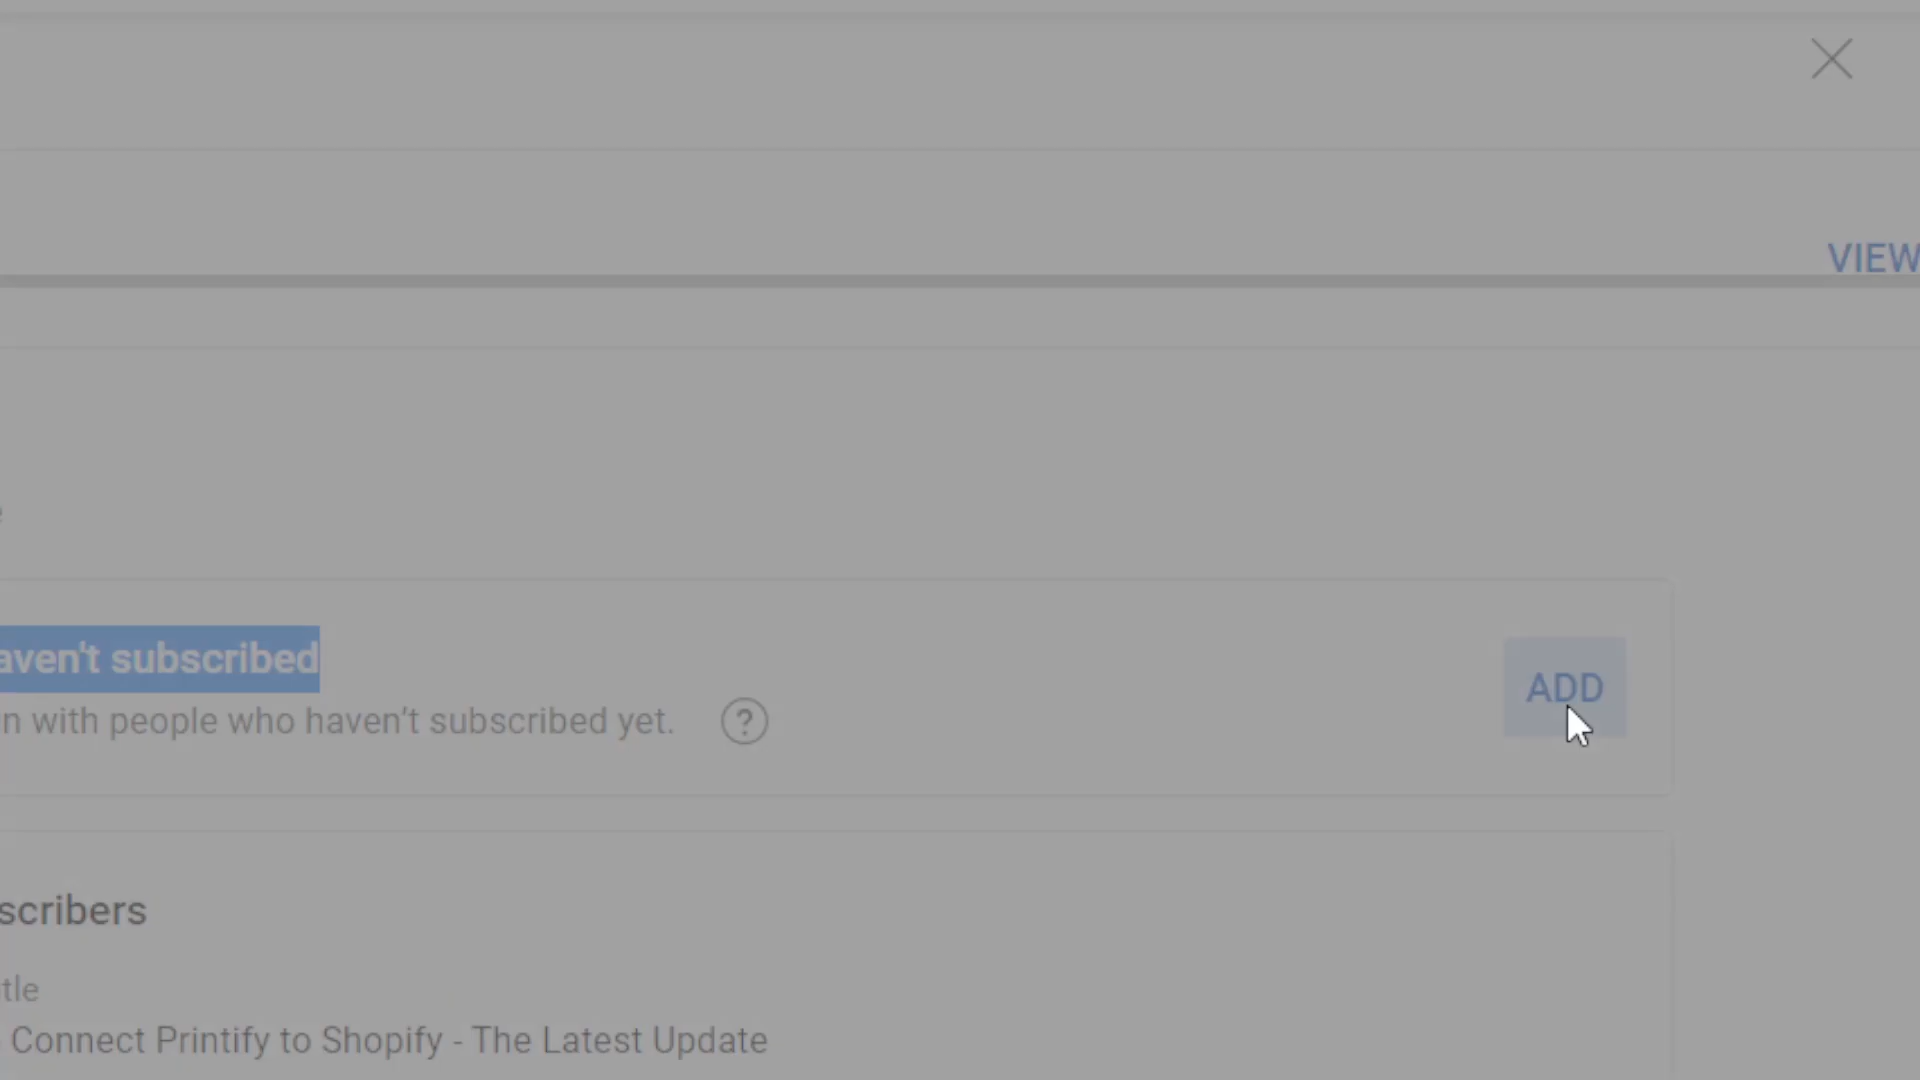 VIEW
aven't subscribed
ADD
n with people who haven't subscribed yet.
?
scribers
tle
Connect Printify to Shopify - The Latest Update